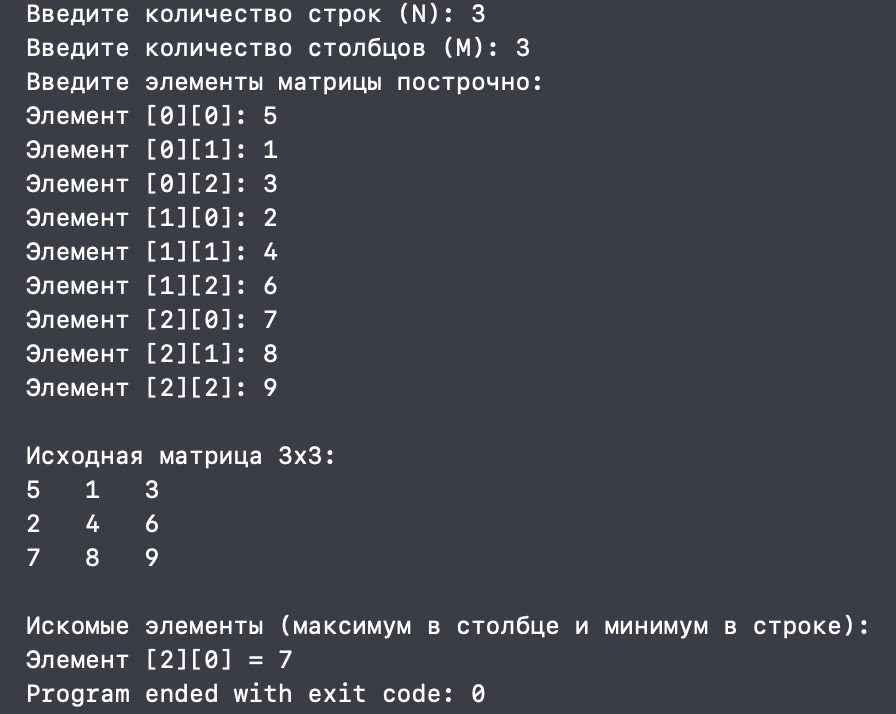 Введите количество строк (N): 3
Введите количество столбцов (M): 3
Введите элементы матрицы построчно:
Элемент [0][0]: 5
Элемент [0][1]: 1
Элемент [0][2]: 3
Элемент [1][0]: 2
Элемент [1][1]: 4
Элемент [1][2]: 6
Элемент [2][0]: 7
Элемент [2][1]: 8
Элемент [2][2]: 9
Исходная матрица 3x3:
5   1   3
2   4   6
7   8   9
Искомые элементы (максимум в столбце и минимум в строке):
Элемент [2][0] = 7
Program ended with exit code: 0